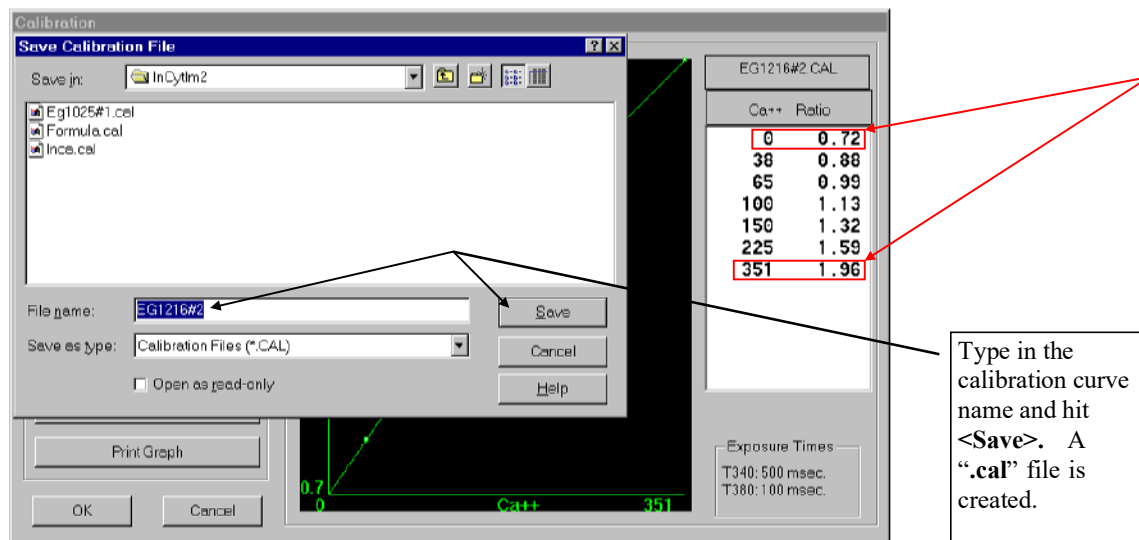 Calibration
Save Calibration File
Save in:
InCytIm2
Eg1025#1.cal
Formula.cal
Inca.cal
File name:
EG1216#2
Save
Save as type:
Calibration Files (*.CAL)
Cancel
Open as read-only
Help
Print Graph
OK
Cancel
0.7
0
Ca++
351
EG1216#2.CAL
Ca++ Ratio
0 0.72
38 0.88
65 0.99
100 1.13
150 1.32
225 1.59
351 1.96
Exposure Times
T340: 500 msec.
T380: 100 msec.
Type in the
calibration curve
name and hit
<Save>. A
“.cal” file is
created.